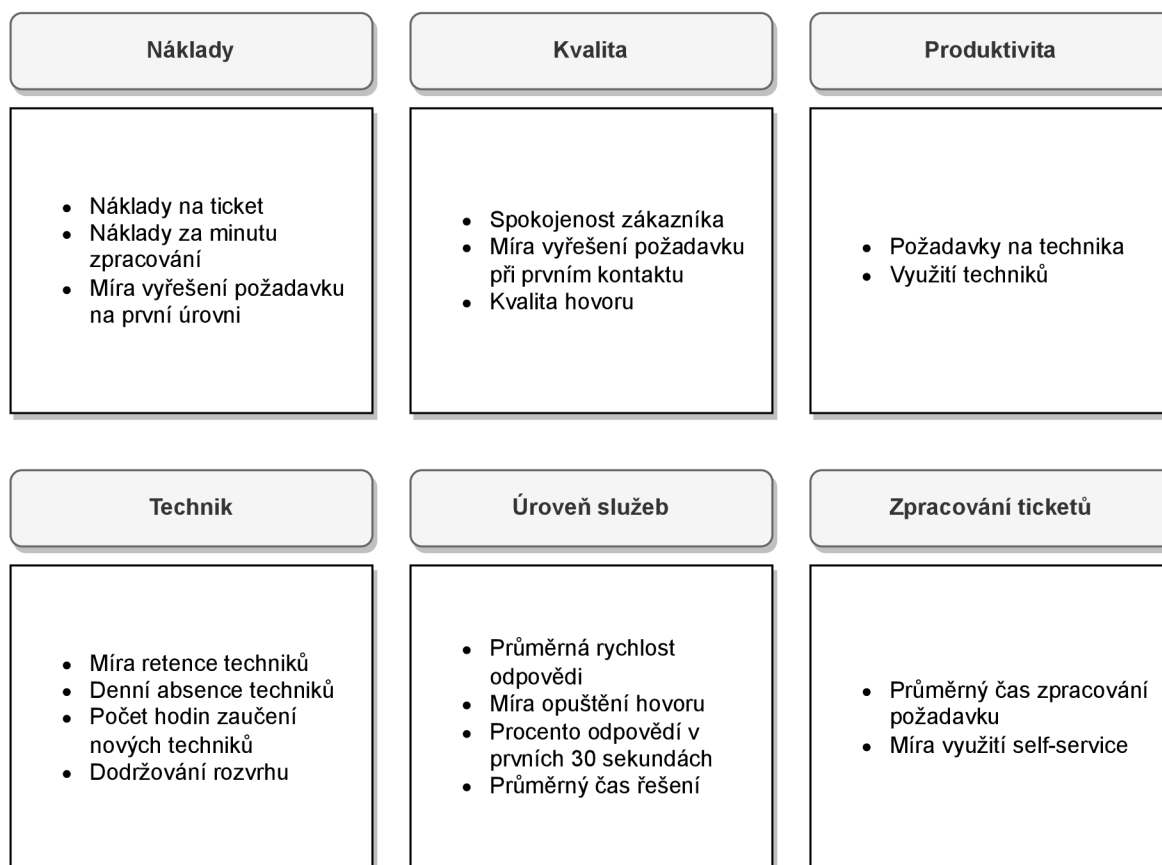 Náklady
Kvalita
Produktivita
Náklady na ticket
Náklady za minutu
zpracování
Míra vyřešení požadavku
na první úrovni
Spokojenost zákazníka
Míra vyřešení požadavku
při prvním kontaktu
Kvalita hovoru
Požadavky na technika
Využití techniků
Technik
Úroveň služeb
Zpracování ticketů
Míra retence techniků
Denní absence techniků
Počet hodin zaučení
nových techniků
Dodržování rozvrhu
Průměrná rychlost
odpovědi
Míra opuštění hovoru
Procento odpovědí v
prvních 30 sekundách
Průměrný čas řešení
Průměrný čas zpracování
požadavku
Míra využití self-service